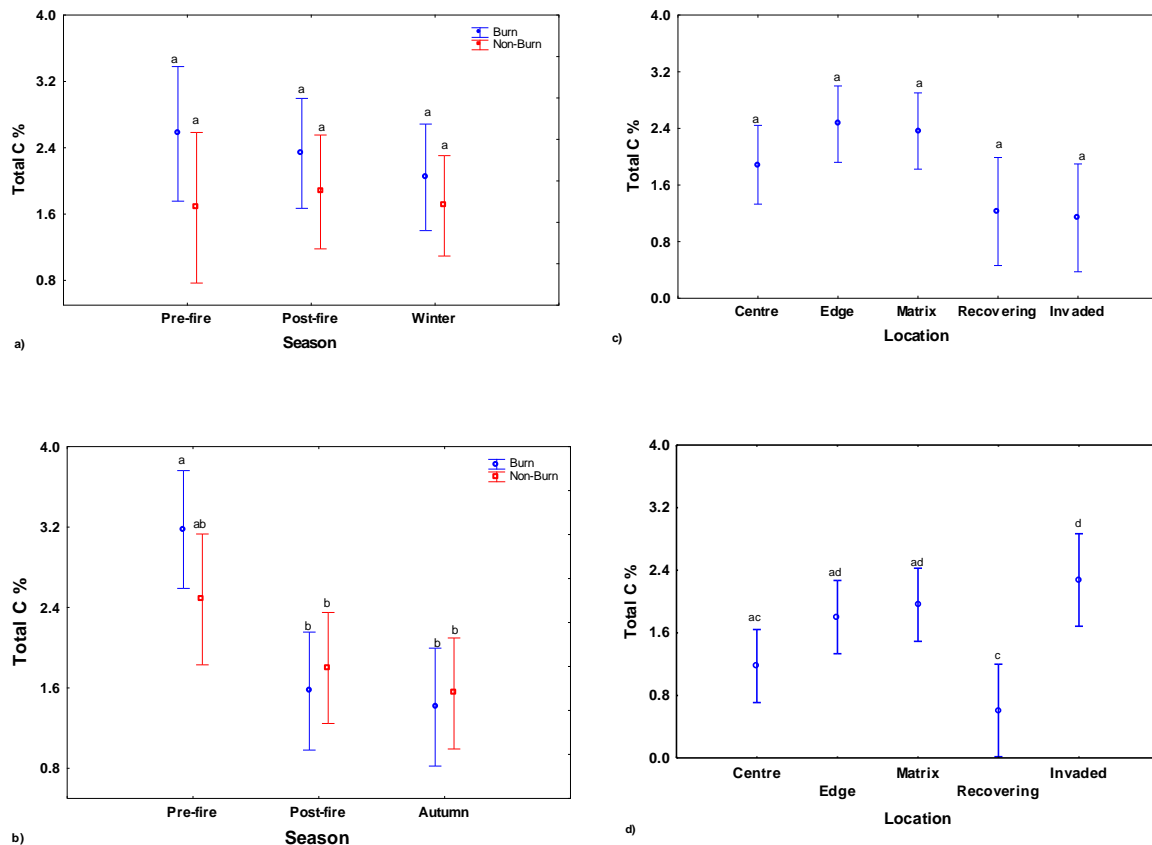 4.0
3.2
2.4
1.6
0.8
Total C %
Burn
Non-Burn
a
a
a
a
a
a
Pre-fire
Post-fire
Winter
Season
a)
4.0
3.2
2.4
1.6
0.8
0.0
Total C %
a
a
a
a
a
Centre
Edge
Matrix
Recovering
Invaded
Location
c)
4.0
3.2
2.4
1.6
0.8
Total C %
Burn
Non-Burn
a
ab
b
b
b
b
Pre-fire
Post-fire
Autumn
Season
b)
4.0
3.2
2.4
1.6
0.8
0.0
Total C %
ac
ad
ad
c
d
Centre
Edge
Matrix
Recovering
Invaded
Location
d)